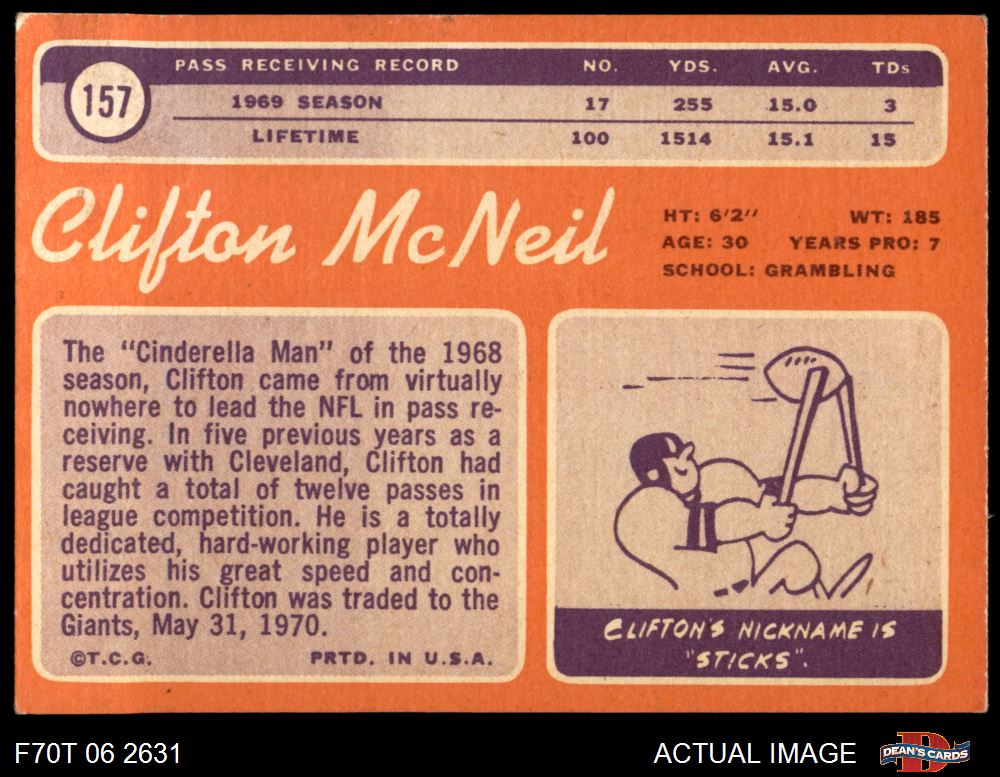 157
PASS RECEIVING RECORD NO. YDS. AVG. TDs
1969 SEASON 17 255 15.0 3
LIFETIME 100 1514 15.1 15
Clifton McNeil
HT: 6'2" WT: 185
AGE: 30 YEARS PRO: 7
SCHOOL: GRAMBLING
The "Cinderella Man" of the 1968
season, Clifton came from virtually
nowhere to lead the NFL in pass re-
ceiving. In five previous years as a
reserve with Cleveland, Clifton had
caught a total of twelve passes in
league competition. He is a totally
dedicated, hard-working player who
utilizes his great speed and con-
centration. Clifton was traded to the
Giants, May 31, 1970.
©T.C.G. PRTD. IN U.S.A.
CLIFTON'S NICKNAME IS
"STICKS".
F70T 06 2631 ACTUAL IMAGE
D
DEAN'S CARDS